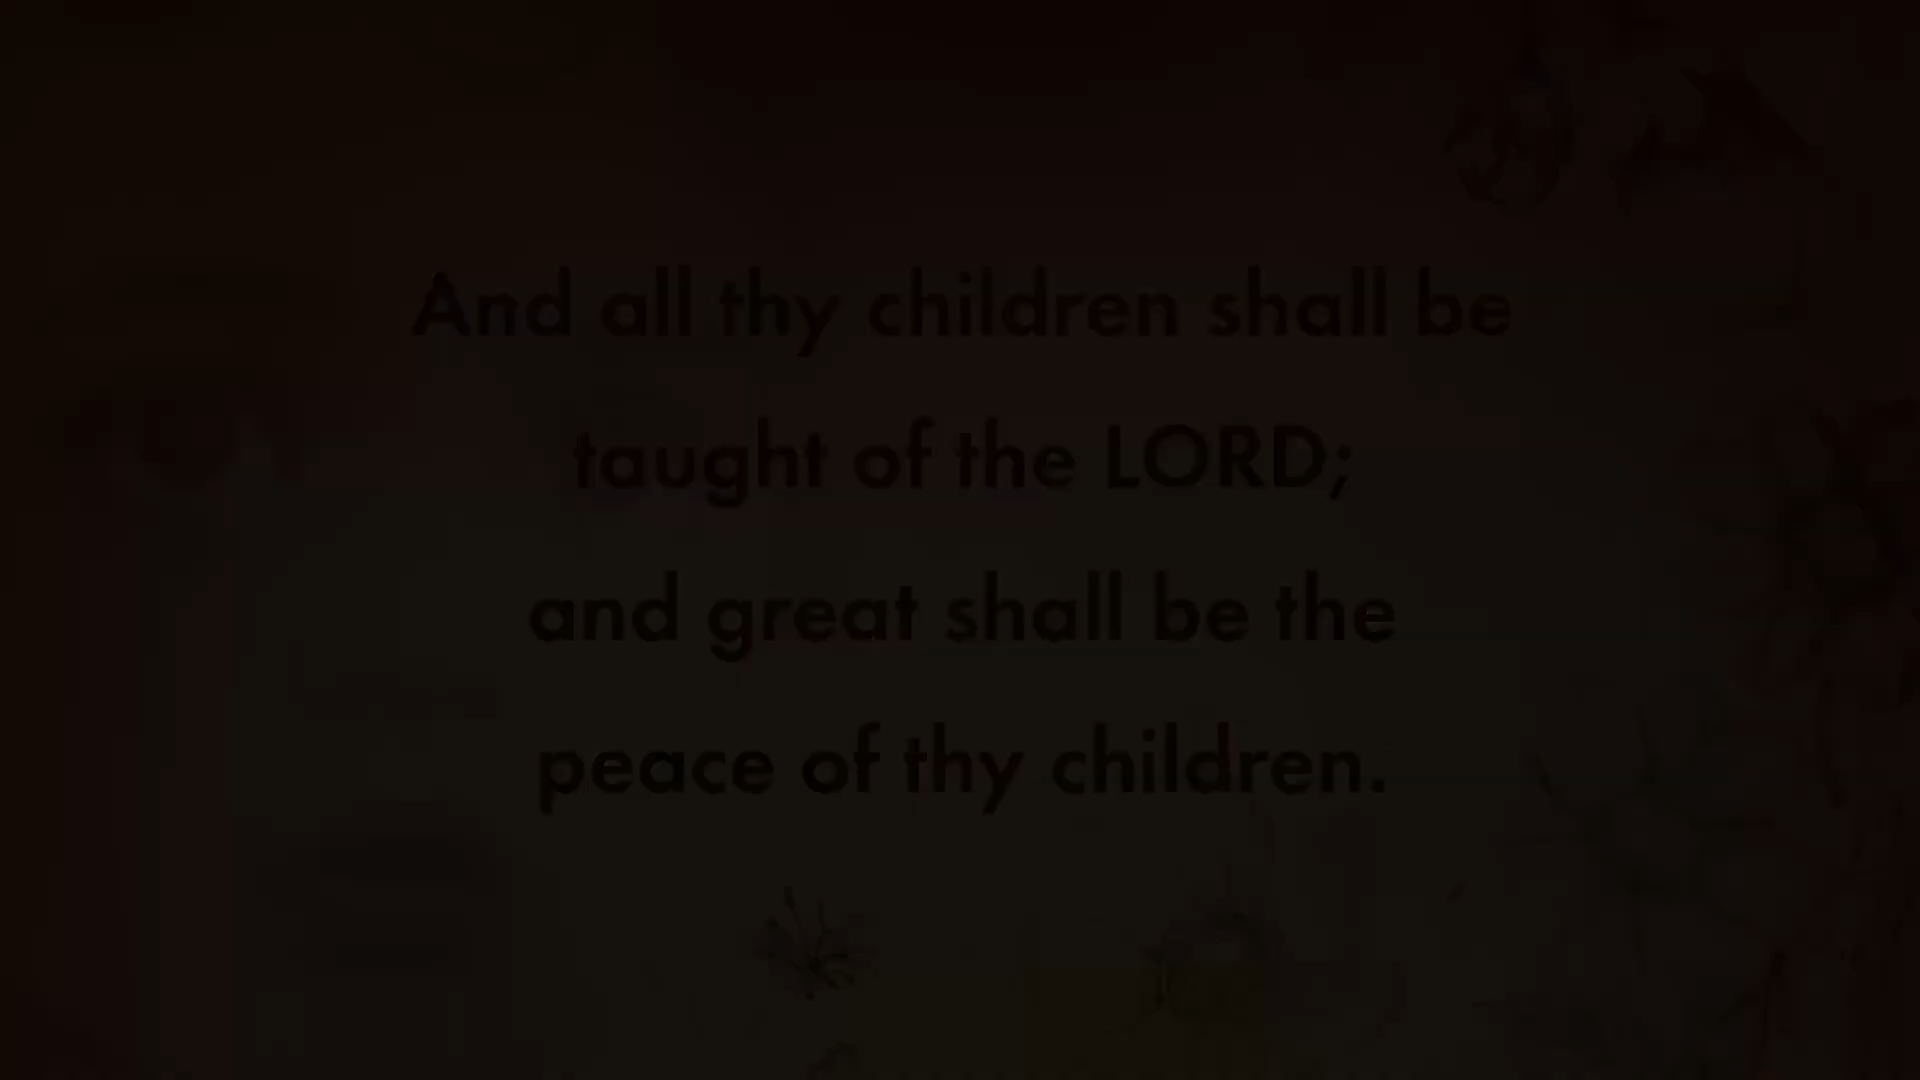 And all thy children shall be
taught of the LORD;
and great shall be the
peace of thy children.